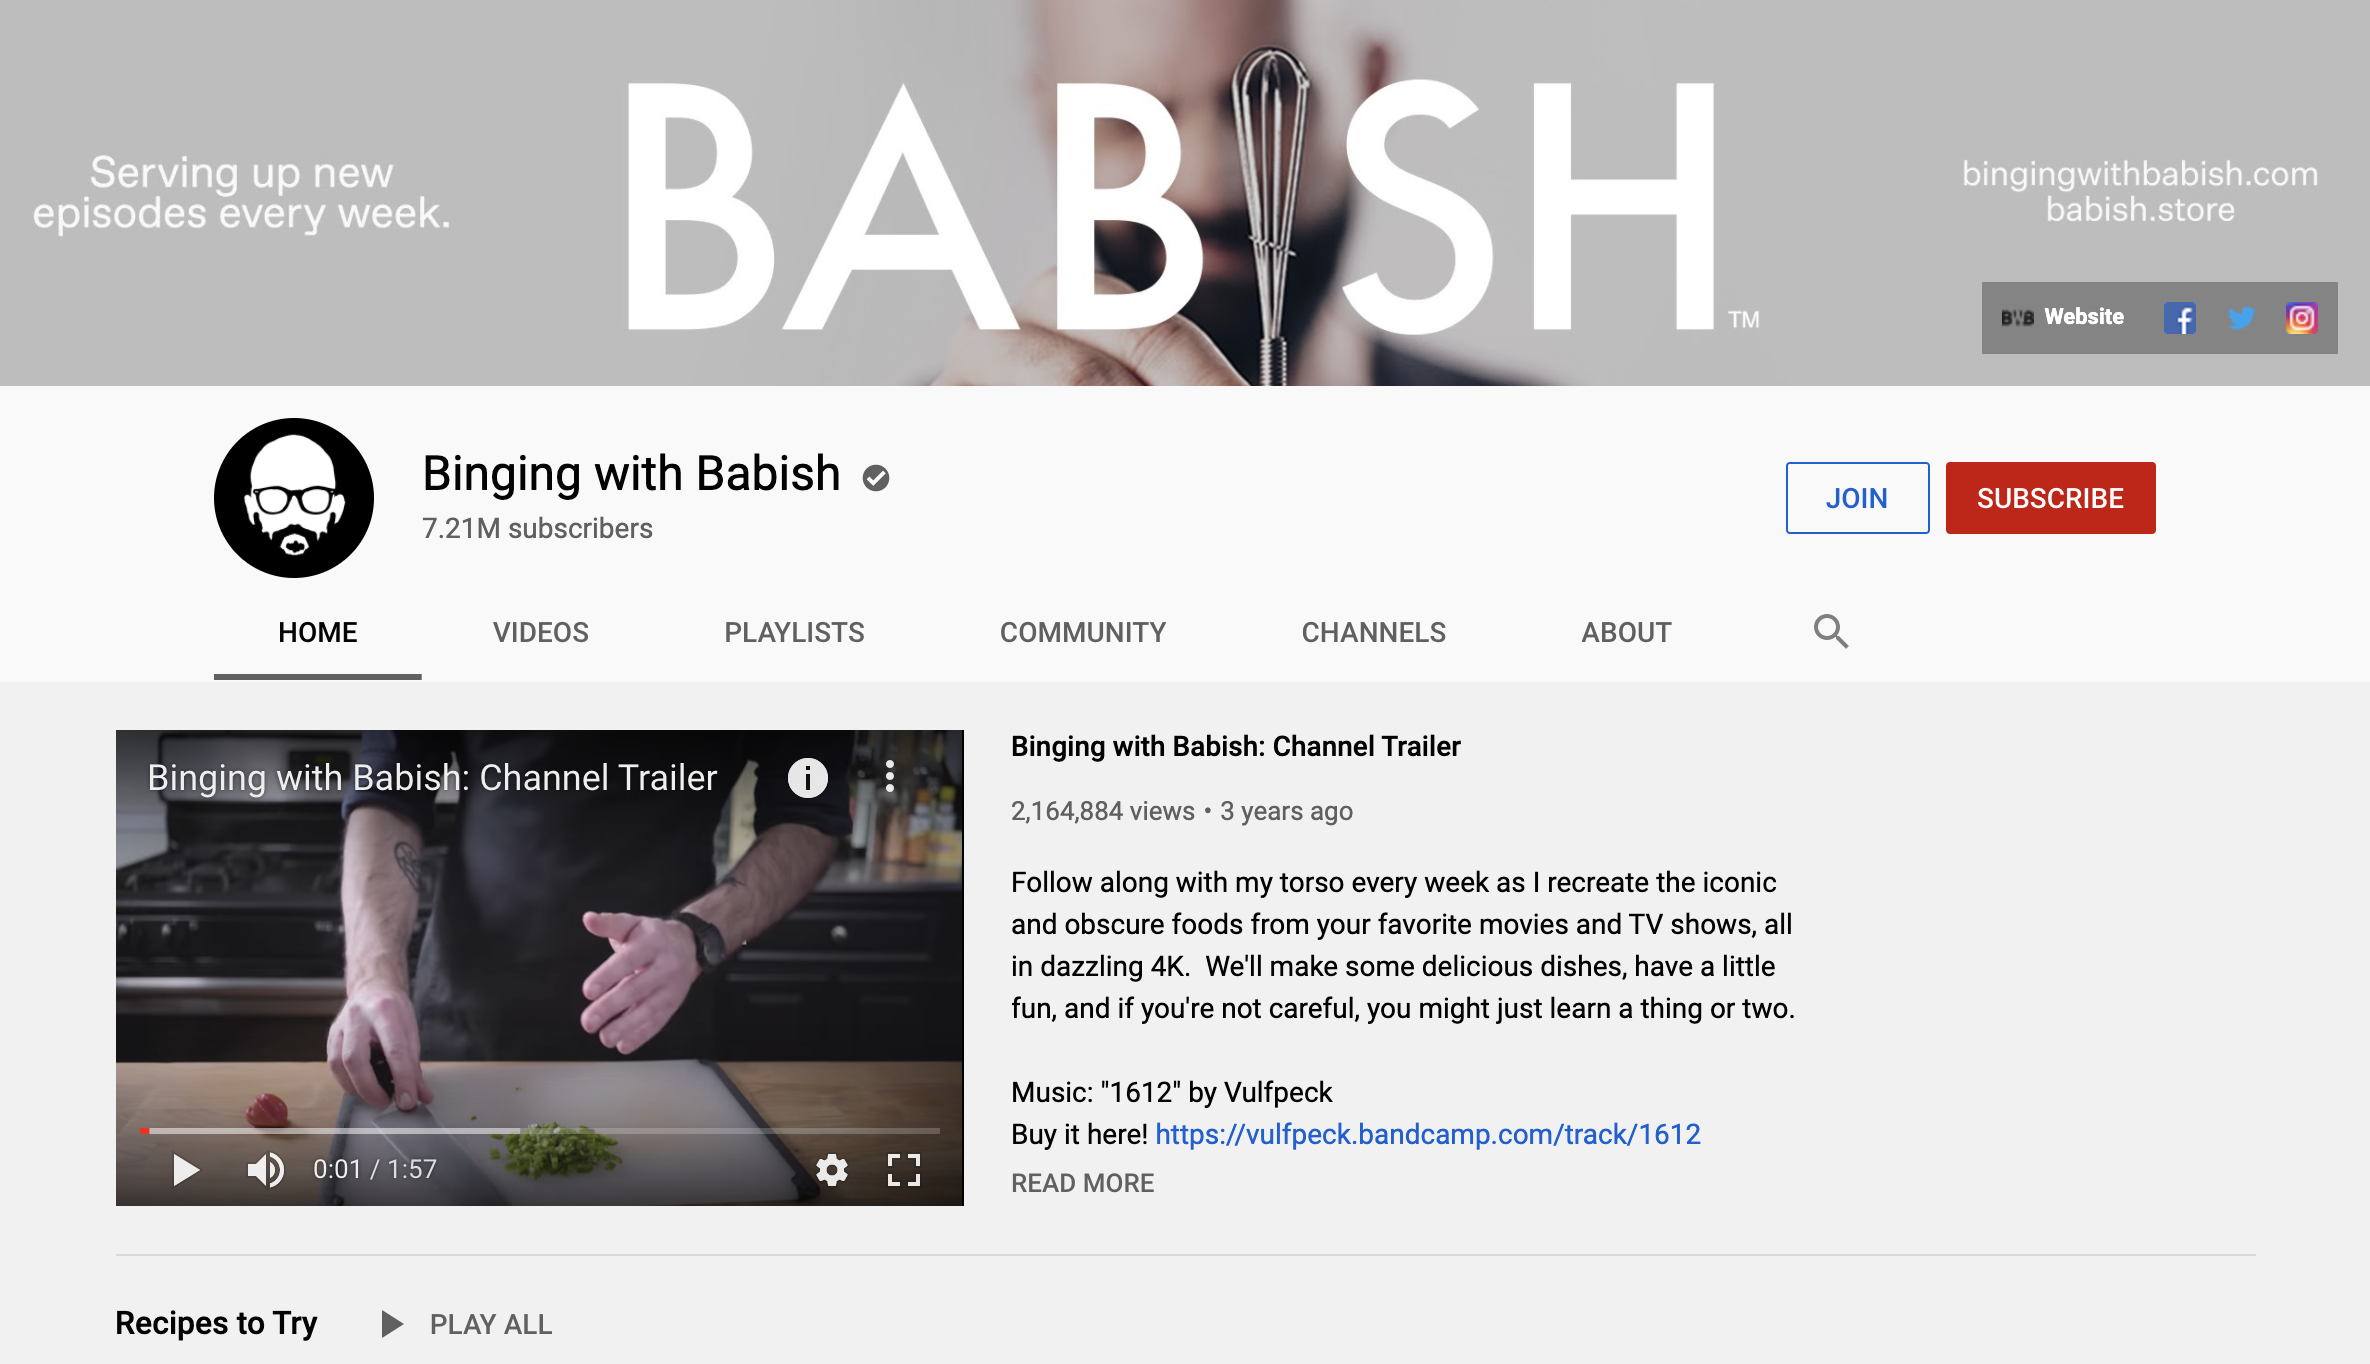 Serving up new
episodes every week.
BABISH
TM
bingingwithbabish.com
babish.store
BWB Website
Binging with Babish
7.21M subscribers
JOIN
SUBSCRIBE
HOME
VIDEOS
PLAYLISTS
COMMUNITY
CHANNELS
ABOUT
Binging with Babish: Channel Trailer
0:01 / 1:57
Binging with Babish: Channel Trailer
2,164,884 views • 3 years ago
Follow along with my torso every week as I recreate the iconic
and obscure foods from your favorite movies and TV shows, all
in dazzling 4K.  We'll make some delicious dishes, have a little
fun, and if you're not careful, you might just learn a thing or two.
Music: "1612" by Vulfpeck
Buy it here! https://vulfpeck.bandcamp.com/track/1612
READ MORE
Recipes to Try
PLAY ALL